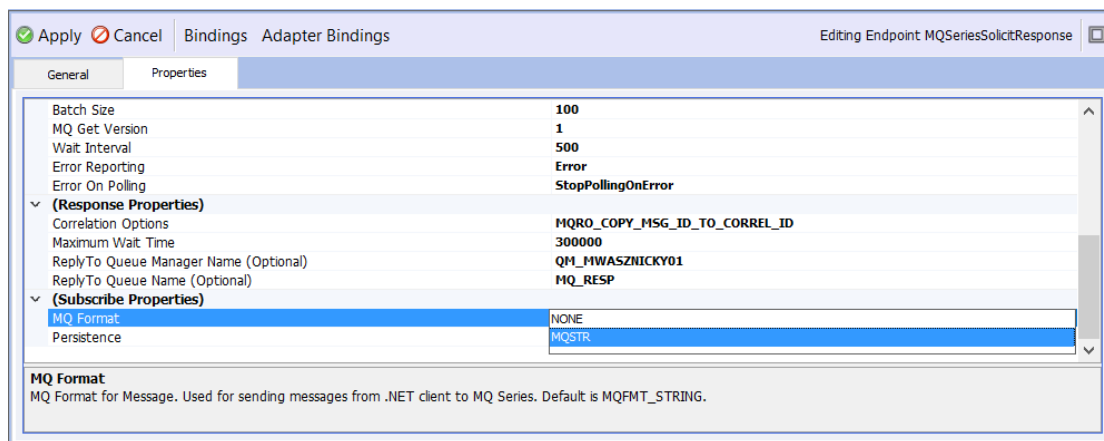 Apply Cancel Bindings Adapter Bindings Editing Endpoint MQSeriesSolicitResponse
General Properties
Batch Size 100
MQ Get Version 1
Wait Interval 500
Error Reporting Error
Error On Polling StopPollingOnError
(Response Properties)
Correlation Options MQRO_COPY_MSG_ID_TO_CORREL_ID
Maximum Wait Time 300000
ReplyTo Queue Manager Name (Optional) QM_MWASZNICKY01
ReplyTo Queue Name (Optional) MQ_RESP
(Subscribe Properties)
MQ Format NONE
Persistence MQSTR
MQ Format
MQ Format for Message. Used for sending messages from .NET client to MQ Series. Default is MQFMT_STRING.